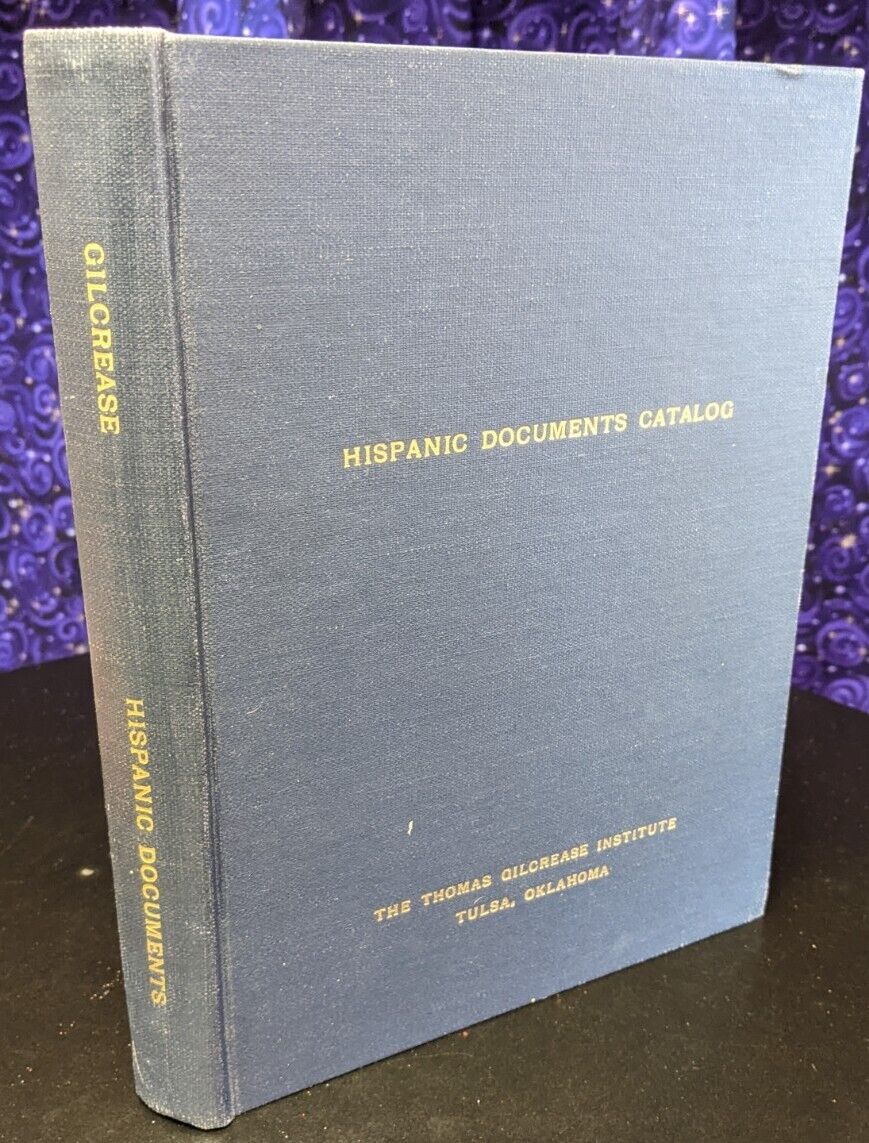 GILCREASE
HISPANIC DOCUMENTS
HISPANIC DOCUMENTS CATALOG
THE THOMAS GILCREASE INSTITUTE
TULSA, OKLAHOMA